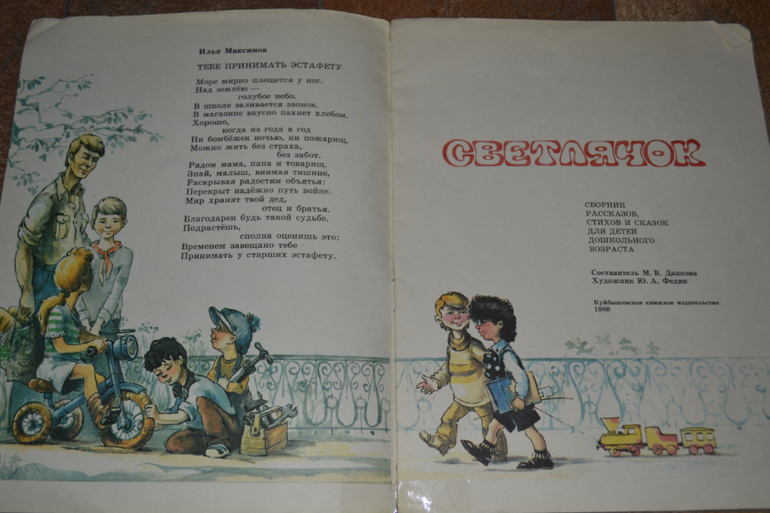 Илья Максимов
ТЕБЕ ПРИНИМАТЬ ЭСТАФЕТУ
Море мирно плещется у ног.
Над землёю —
голубое небо.
В школе заливается звонок.
В магазине вкусно пахнет хлебом.
Хорошо,
когда из года в год
Ни бомбёжек ночью, ни пожарищ,
Можно жить без страха,
без забот.
Рядом мама, папа и товарищ.
Знай, малыш, внимая тишине,
Раскрывая радостям объятья:
Перекрыт надёжно путь войне.
Мир хранят твой дед,
отец и братья.
Благодарен будь такой судьбе.
Подрастёшь,
сполна оценишь это:
Временем завещано тебе
Принимать у старших эстафету.
СВЕТЛЯЧОК
СБОРНИК
РАССКАЗОВ,
СТИХОВ И СКАЗОК
ДЛЯ ДЕТЕЙ
ДОШКОЛЬНОГО
ВОЗРАСТА
Составитель М. В. Данкова
Художник Ю. А. Федин
Куйбышевское книжное издательство
1988